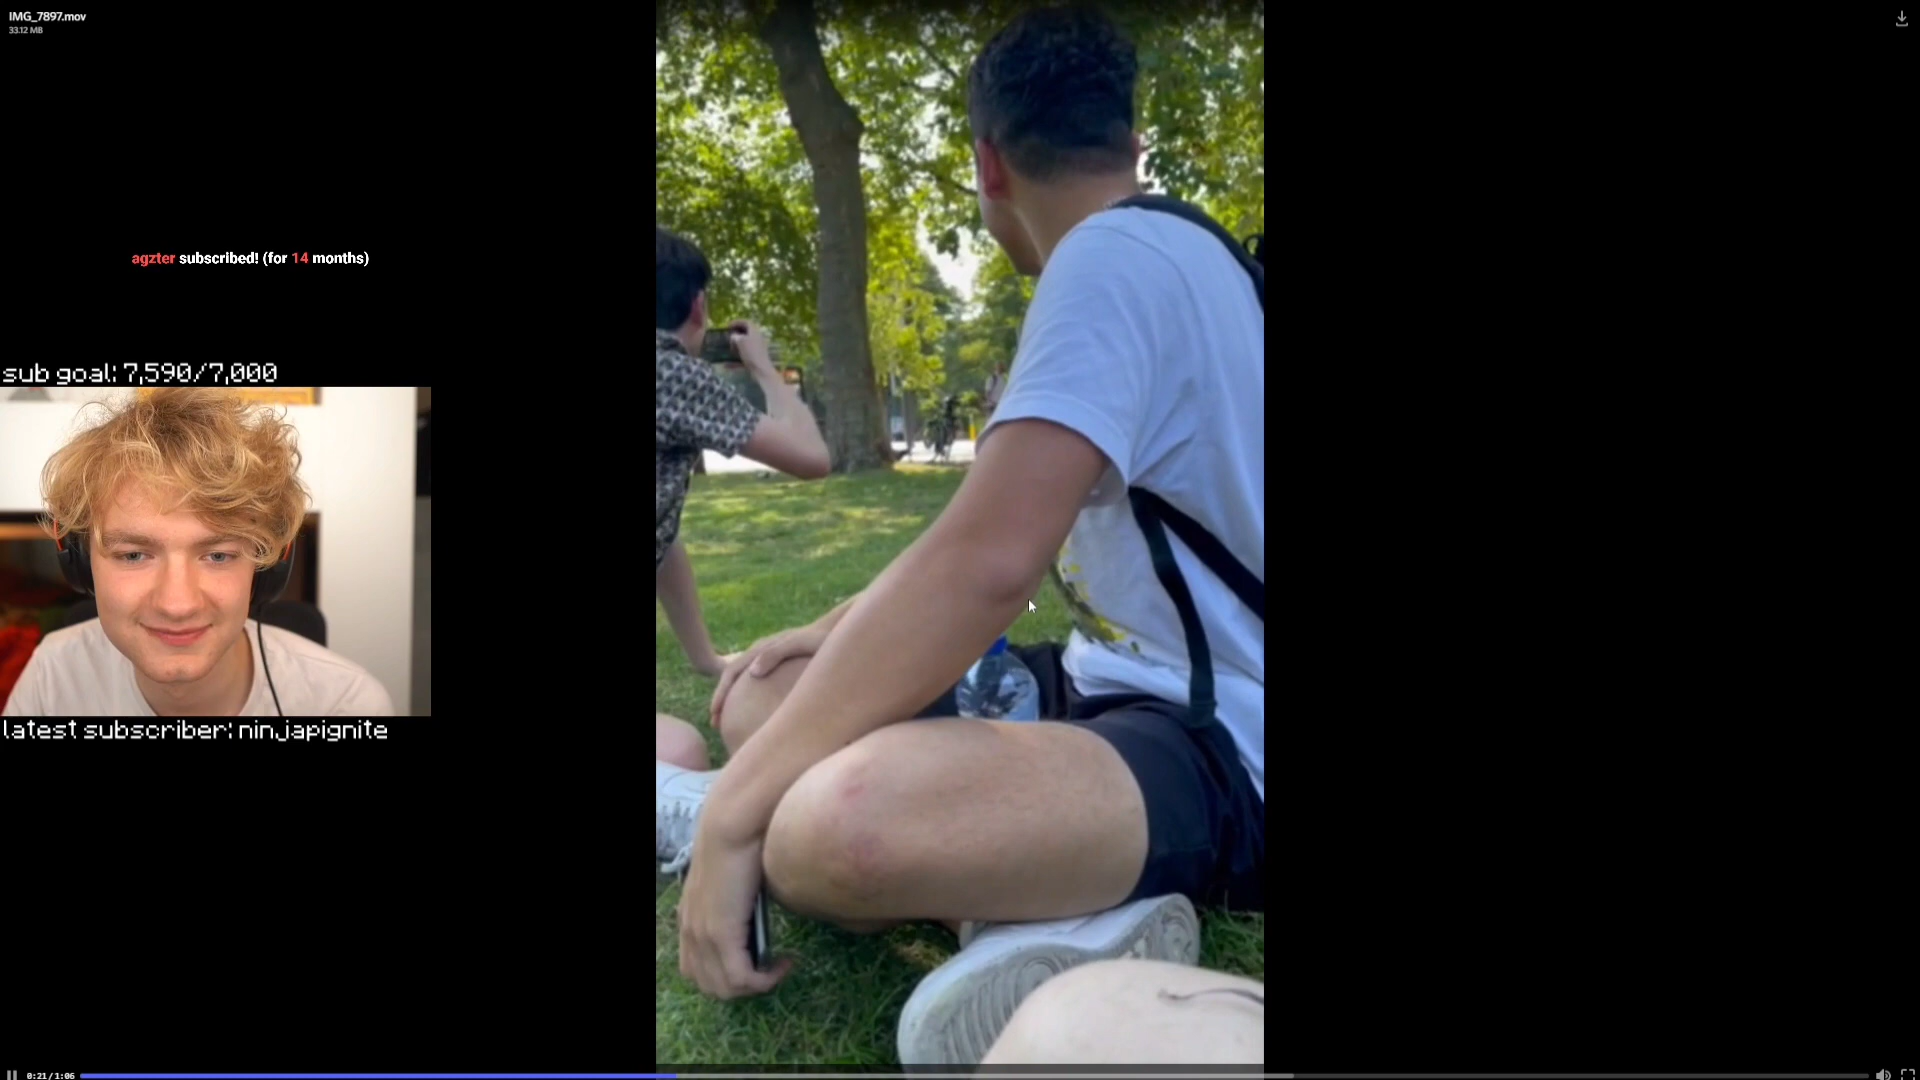 IMG_7897.mov
33.12 MB
agzter subscribed! (for 14 months)
sub goal: 7,590/7,000
latest subscriber: ninjapignite
0:21/1:06